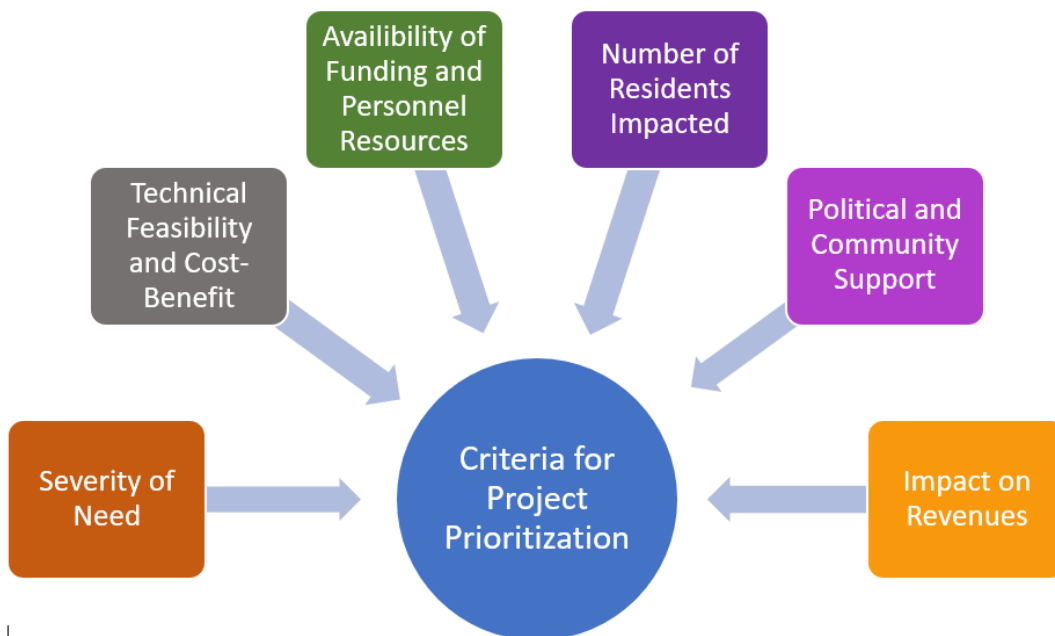 Availibility of
Funding and
Personnel
Resources
Number of
Residents
Impacted
Technical
Feasibility
and Cost-
Benefit
Political and
Community
Support
Severity of
Need
Criteria for
Project
Prioritization
Impact on
Revenues